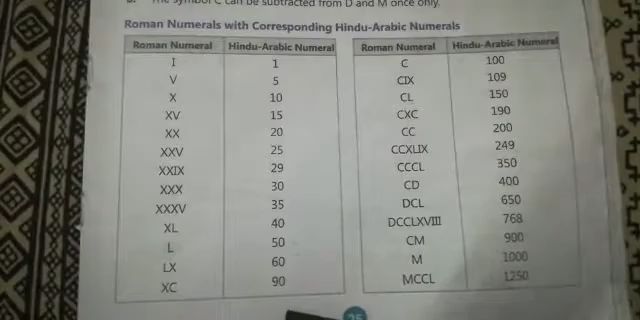 The symbol C can be subtracted from D and M once only.
Roman Numerals with Corresponding Hindu-Arabic Numerals
Roman Numeral Hindu-Arabic Numeral Roman Numeral Hindu-Arabic Numeral
I 1 C 100
V 5 CIX 109
X 10 CL 150
XV 15 CXC 190
XX 20 CC 200
XXV 25 CCXLIX 249
XXIX 29 CCCL 350
XXX 30 CD 400
XXXV 35 DCL 650
XL 40 DCCLXVIII 768
L 50 CM 900
LX 60 M 1000
XC 90 MCCL 1250
25